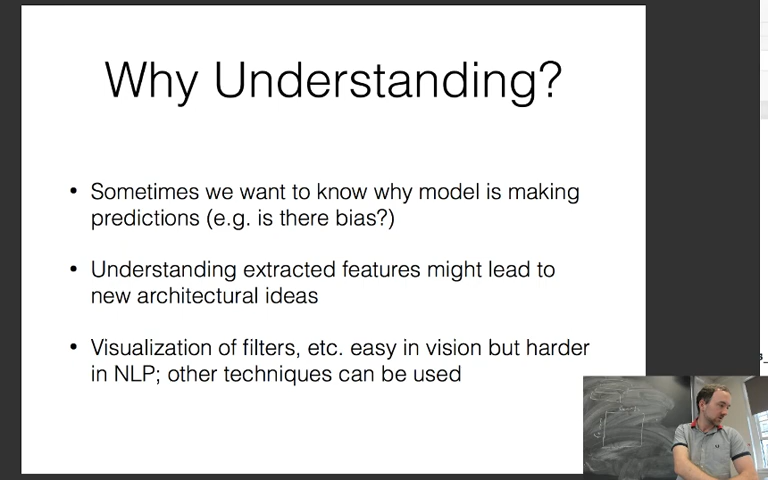 Why Understanding?
• Sometimes we want to know why model is making
predictions (e.g. is there bias?)
• Understanding extracted features might lead to
new architectural ideas
• Visualization of filters, etc. easy in vision but harder
in NLP; other techniques can be used